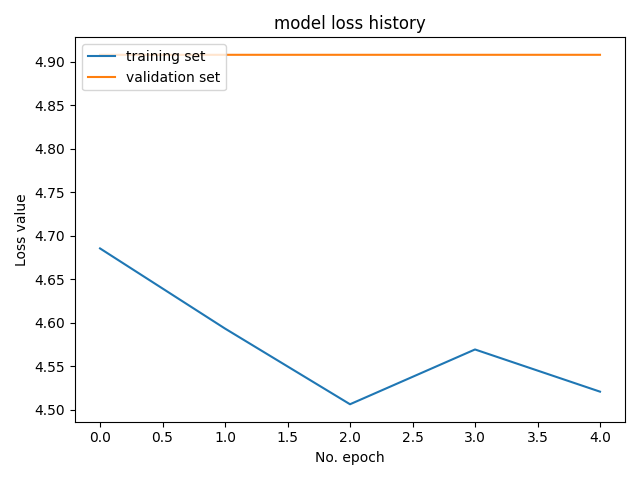 model loss history
training set
validation set
4.90
4.85
4.80
4.75
4.70
4.65
4.60
4.55
4.50
Loss value
0.0 0.5 1.0 1.5 2.0 2.5 3.0 3.5 4.0
No. epoch